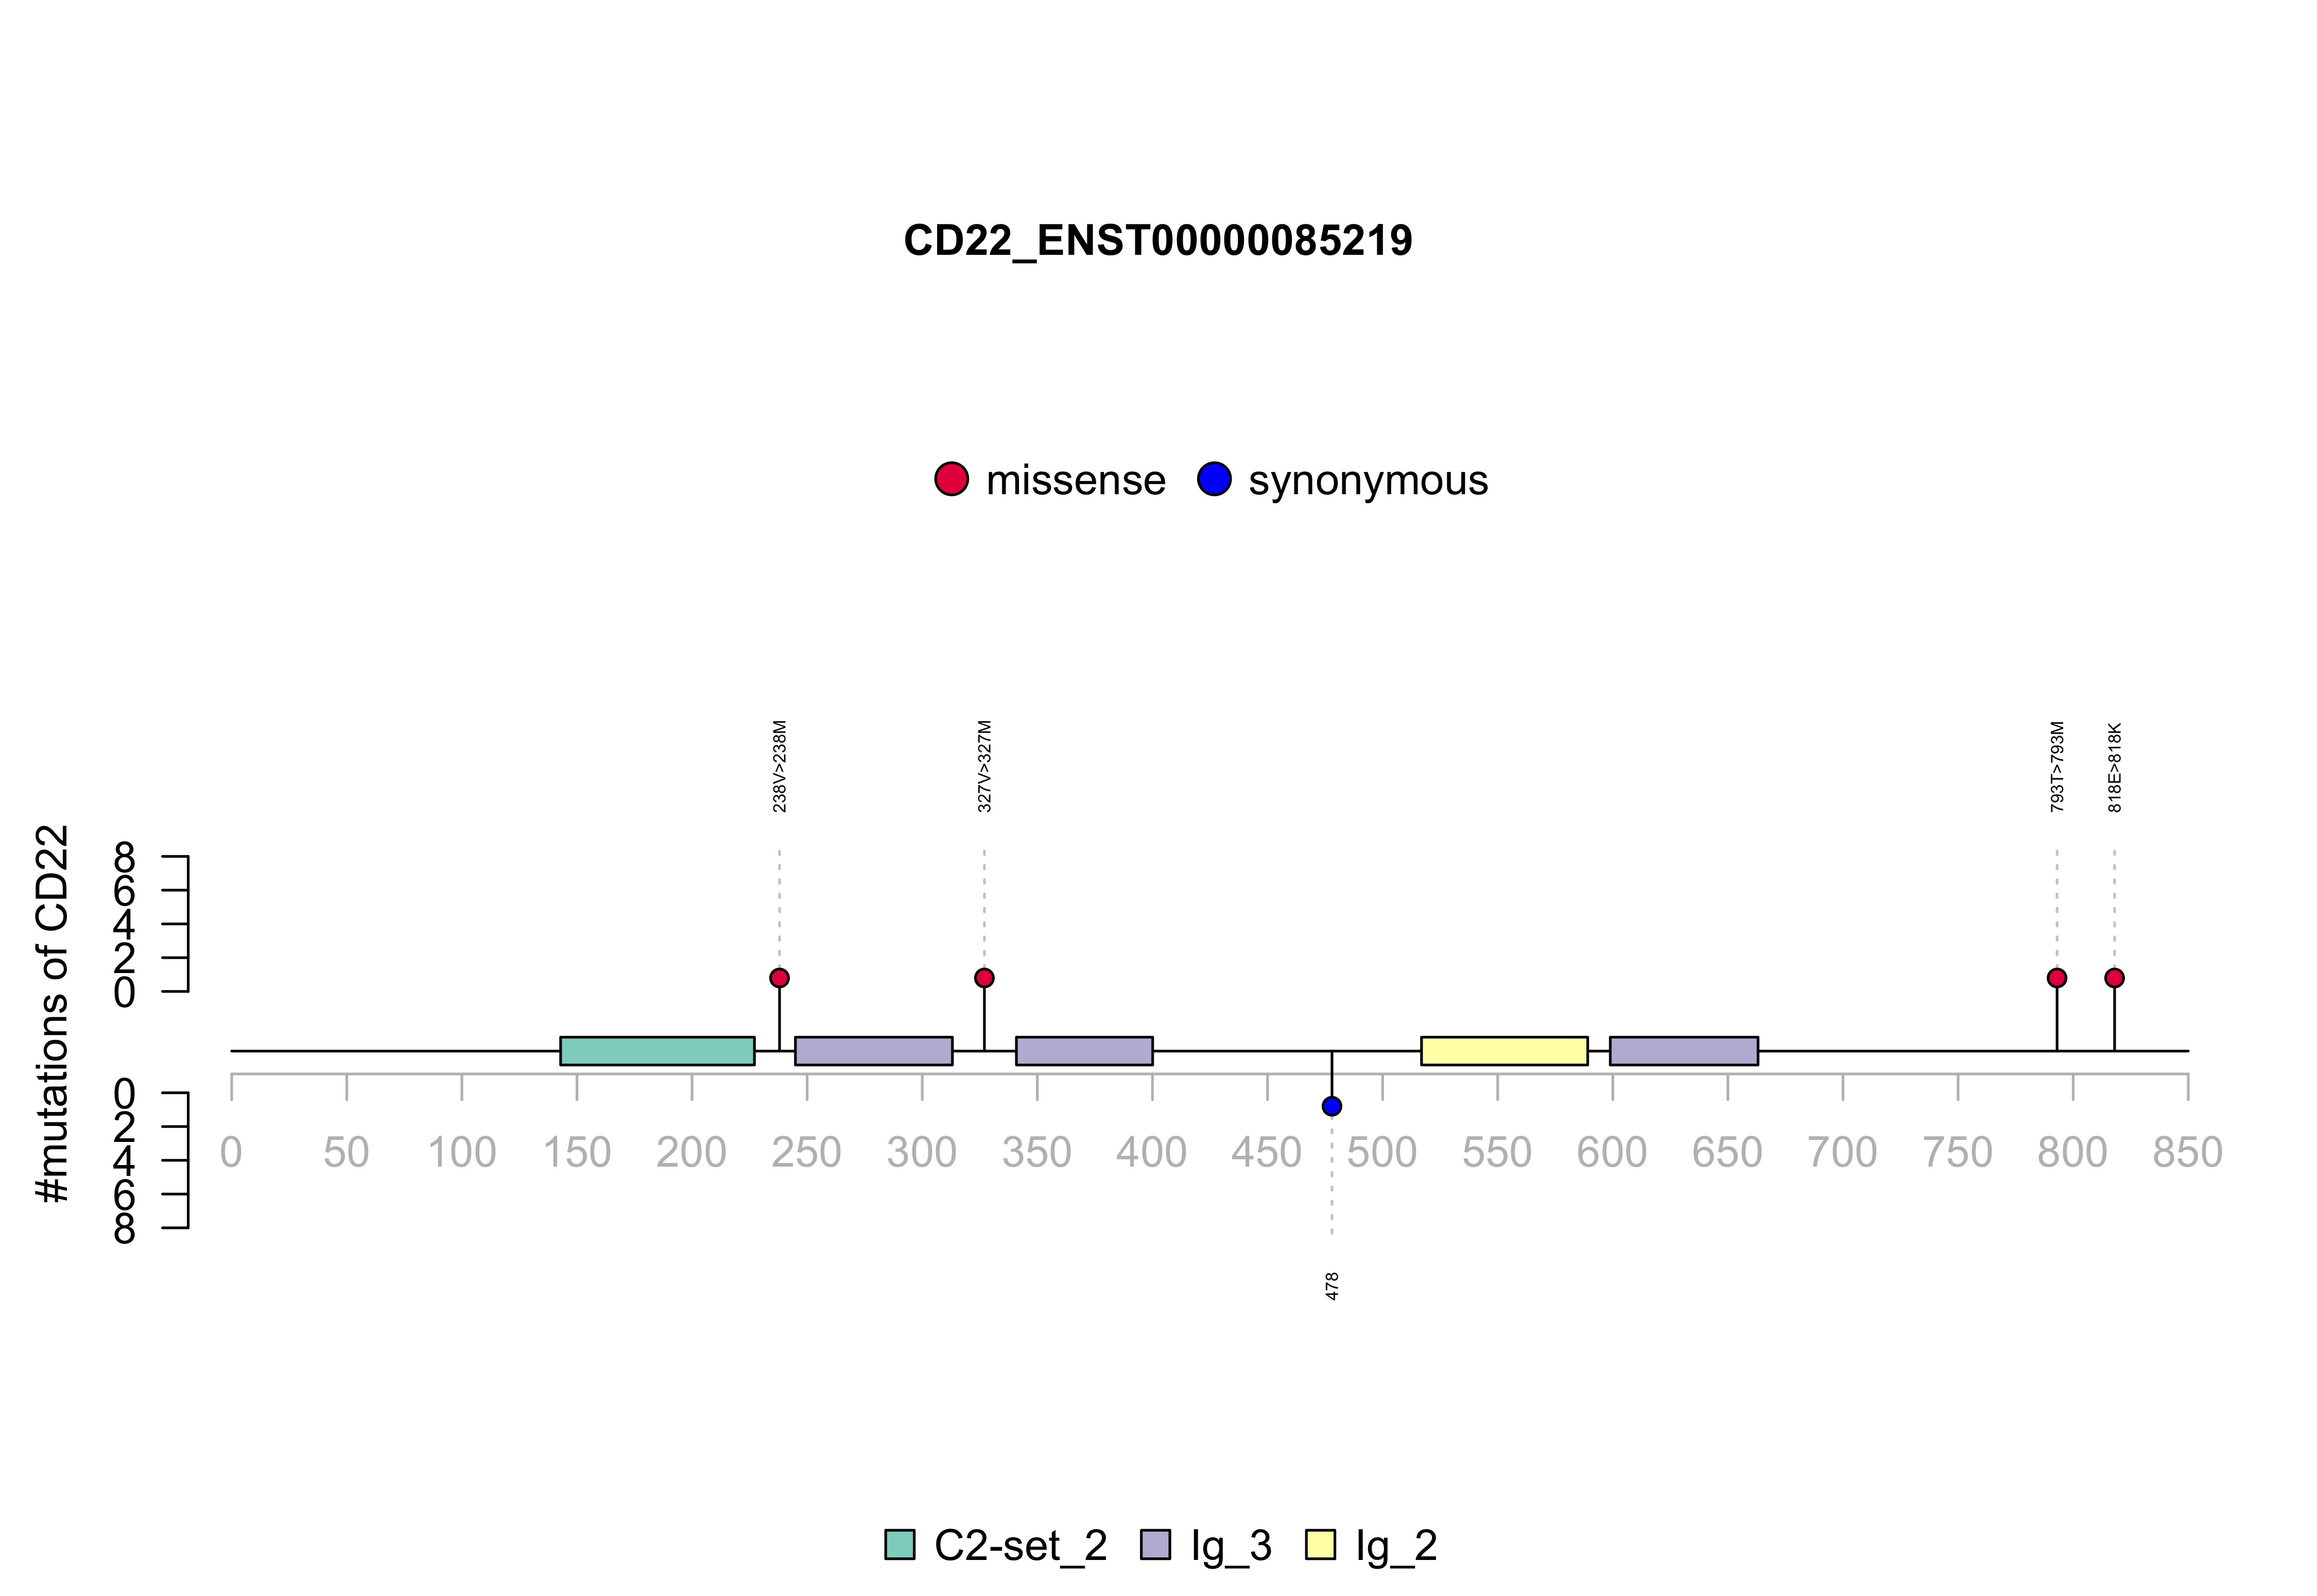 CD22_ENST00000085219
missense synonymous
238V>238M
327V>327M
793T>793M
818E>818K
#mutations of CD22
8
6
4
2
0
0
2
4
6
8
0 50 100 150 200 250 300 350 400 450 500 550 600 650 700 750 800 850
478
C2-set_2 Ig_3 Ig_2